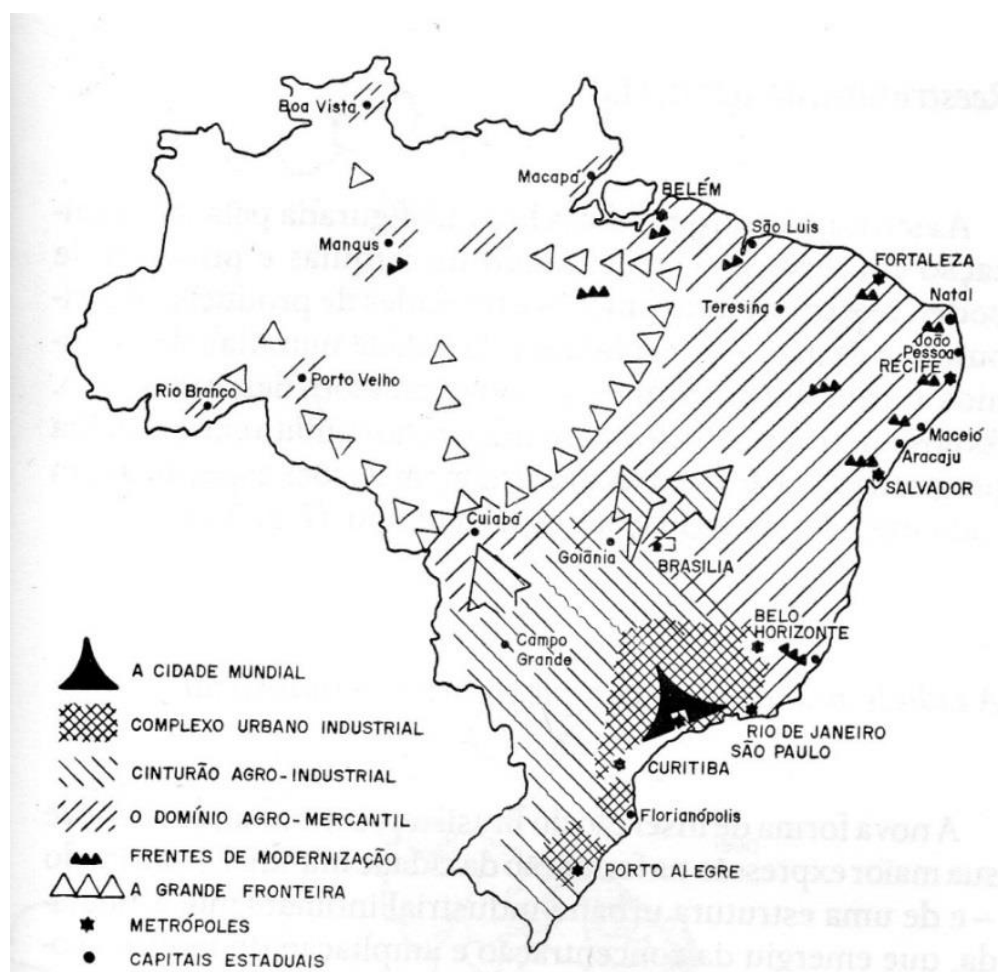 Boa Vista
Macapá
BELÉM
São Luis
Manaus
FORTALEZA
Teresina
Natal
João
Pessoa
RECIFE
Porto Velho
Rio Branco
Maceió
Aracaju
SALVADOR
Cuiabá
Goiânia
BRASILIA
BELO
HORIZONTE
Campo
Grande
RIO DE JANEIRO
SÃO PAULO
CURITIBA
Florianópolis
PORTO ALEGRE
A CIDADE MUNDIAL
COMPLEXO URBANO INDUSTRIAL
CINTURÃO AGRO-INDUSTRIAL
O DOMÍNIO AGRO-MERCANTIL
FRENTES DE MODERNIZAÇÃO
A GRANDE FRONTEIRA
METRÓPOLES
CAPITAIS ESTADUAIS